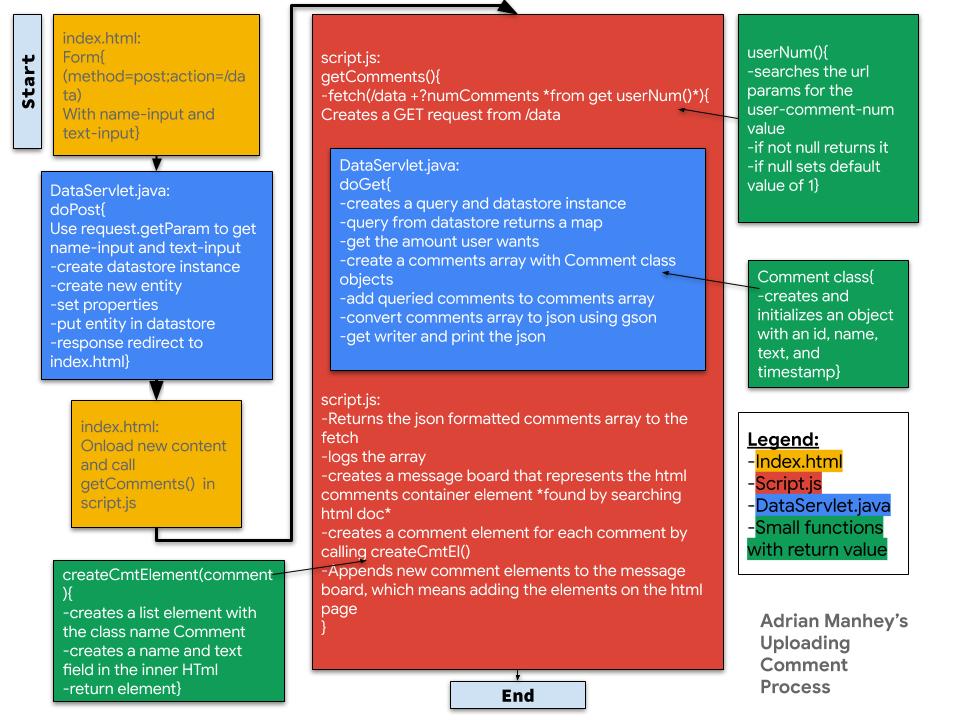 Start
index.html:
Form{
(method=post;action=/da
ta)
With name-input and
text-input}
DataServlet.java:
doPost{
Use request.getParam to get
name-input and text-input
-create datastore instance
-create new entity
-set properties
-put entity in datastore
-response redirect to
index.html}
index.html:
Onload new content
and call
getComments()  in
script.js
createCmtElement(comment
){
-creates a list element with
the class name Comment
-creates a name and text
field in the inner HTml
-return element}
script.js:
getComments(){
-fetch(/data +?numComments *from get userNum()*){
Creates a GET request from /data
DataServlet.java:
doGet{
-creates a query and datastore instance
-query from datastore returns a map
-get the amount user wants
-create a comments array with Comment class
objects
-add queried comments to comments array
-convert comments array to json using gson
-get writer and print the json
script.js:
-Returns the json formatted comments array to the
fetch
-logs the array
-creates a message board that represents the html
comments container element *found by searching
html doc*
-creates a comment element for each comment by
calling createCmtEl()
-Appends new comment elements to the message
board, which means adding the elements on the html
page
}
End
userNum(){
-searches the url
params for the
user-comment-num
value
-if not null returns it
-if null sets default
value of 1}
Comment class{
-creates and
initializes an object
with an id, name,
text, and
timestamp}
Legend:
-Index.html
-Script.js
-DataServlet.java
-Small functions
with return value
Adrian Manhey's
Uploading
Comment
Process